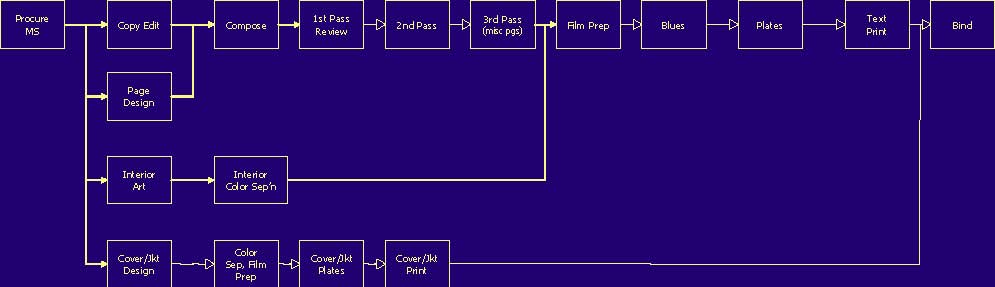 Procure
MS
Copy Edit
Compose
1st Pass
Review
2nd Pass
3rd Pass
(misc pgs)
Film Prep
Blues
Plates
Text
Print
Bind
Page
Design
Interior
Art
Interior
Color Sep'n
Cover/Jkt
Design
Color
Sep, Film
Prep
Cover/Jkt
Plates
Cover/Jkt
Print